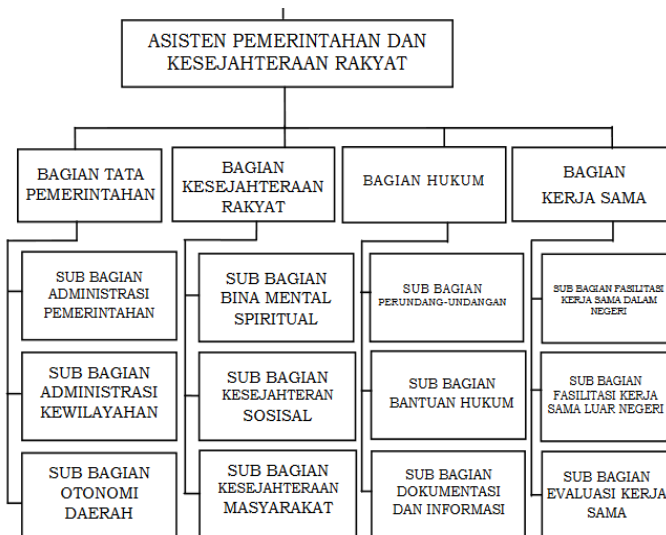 ASISTEN PEMERINTAHAN DAN
KESEJAHTERAAN RAKYAT
BAGIAN TATA
PEMERINTAHAN
BAGIAN
KESEJAHTERAAN
RAKYAT
BAGIAN HUKUM
BAGIAN
KERJA SAMA
SUB BAGIAN
ADMINISTRASI
PEMERINTAHAN
SUB BAGIAN
BINA MENTAL
SPIRITUAL
SUB BAGIAN
PERUNDANG-UNDANGAN
SUB BAGIAN FASILITASI
KERJA SAMA DALAM
NEGERI
SUB BAGIAN
ADMINISTRASI
KEWILAYAHAN
SUB BAGIAN
KESEJAHTERAN
SOSISAL
SUB BAGIAN
BANTUAN HUKUM
SUB BAGIAN
FASILITASI KERJA
SAMA LUAR NEGERI
SUB BAGIAN
OTONOMI
DAERAH
SUB BAGIAN
KESEJAHTERAAN
MASYARAKAT
SUB BAGIAN
DOKUMENTASI
DAN INFORMASI
SUB BAGIAN
EVALUASI KERJA
SAMA